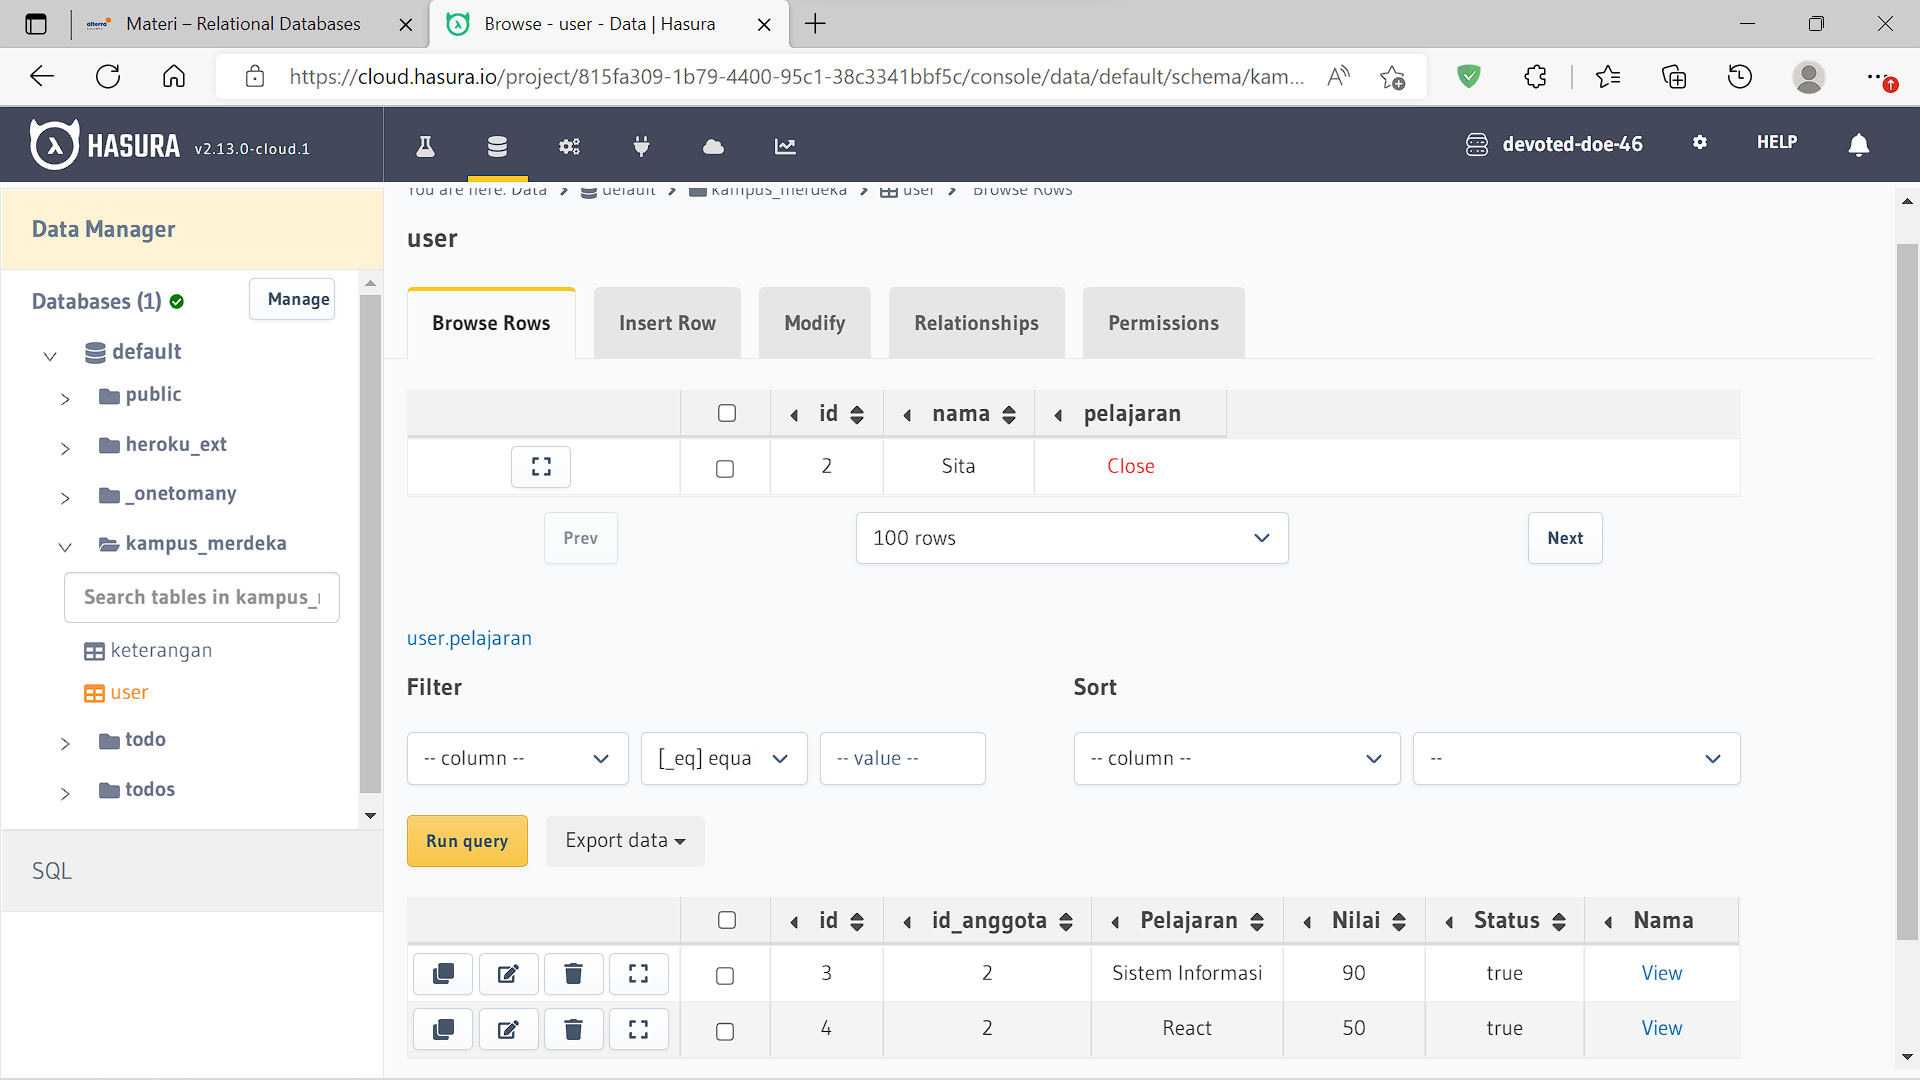 Materi – Relational Databases
Browse - user - Data | Hasura
https://cloud.hasura.io/project/815fa309-1b79-4400-95c1-38c3341bbf5c/console/data/default/schema/kam...
HASURA v2.13.0-cloud.1
devoted-doe-46
HELP
You are here: Data > default > kampus_merdeka > user > Browse Rows
Data Manager
user
Databases (1)
Manage
Browse Rows
Insert Row
Modify
Relationships
Permissions
default
public
heroku_ext
_onetomany
kampus_merdeka
Search tables in kampus_
keterangan
user
todo
todos
SQL
id nama pelajaran
2 Sita Close
Prev
100 rows
Next
user.pelajaran
Filter
Sort
-- column --
[_eq] equa
-- value --
-- column --
--
Run query
Export data
id id_anggota Pelajaran Nilai Status Nama
3 2 Sistem Informasi 90 true View
4 2 React 50 true View